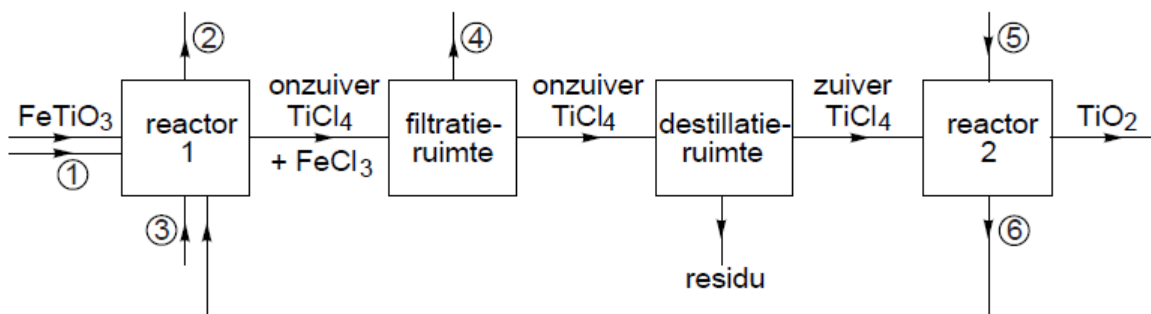 ②
④
⑤
FeTiO3
①
reactor
1
onzuiver
TiCl4
+ FeCl3
filtratie-
ruimte
onzuiver
TiCl4
destillatie-
ruimte
zuiver
TiCl4
reactor
2
TiO2
③
residu
⑥